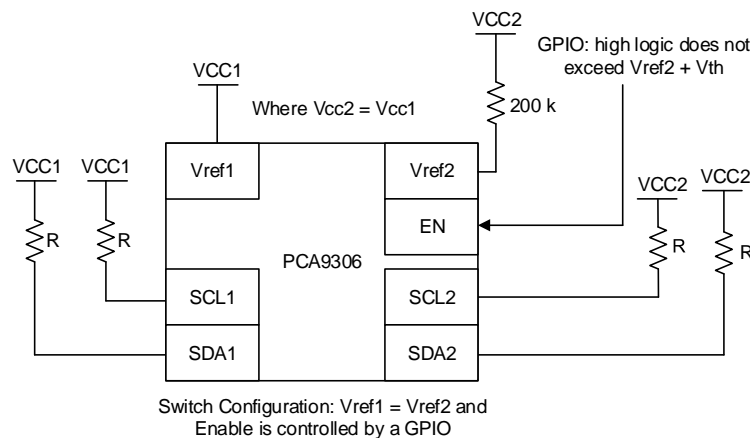 VCC2
GPIO: high logic does not
exceed Vref2 + Vth
VCC1
Where Vcc2 = Vcc1
200 k
VCC1
VCC1
Vref1
Vref2
VCC2
VCC2
R
R
EN
R
R
PCA9306
SCL1
SCL2
SDA1
SDA2
Switch Configuration: Vref1 = Vref2 and
Enable is controlled by a GPIO